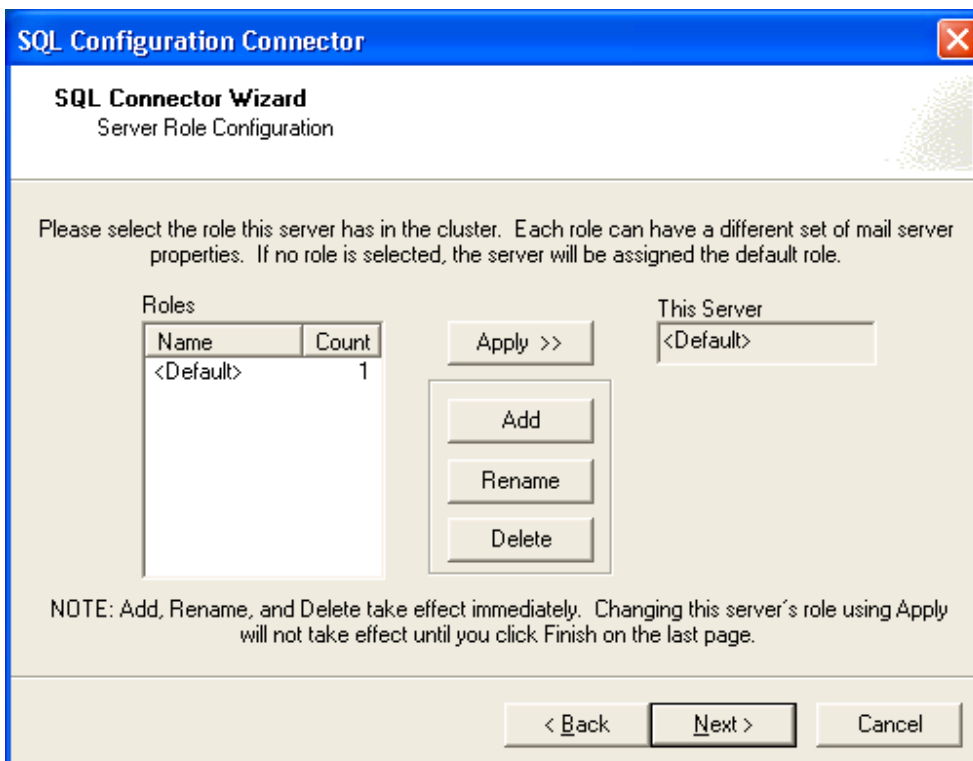 SQL Configuration Connector
SQL Connector Wizard
Server Role Configuration
Please select the role this server has in the cluster.  Each role can have a different set of mail server
properties.  If no role is selected, the server will be assigned the default role.
Roles
This Server
Name Count
Apply >>
<Default>
<Default> 1
Add
Rename
Delete
NOTE: Add, Rename, and Delete take effect immediately.  Changing this server´s role using Apply
will not take effect until you click Finish on the last page.
< Back Next > Cancel